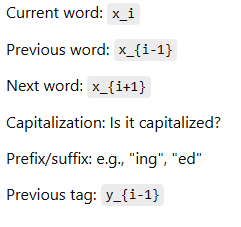 Current word: x_i
Previous word: x_{i-1}
Next word: x_{i+1}
Capitalization: Is it capitalized?
Prefix/suffix: e.g., "ing", "ed"
Previous tag: y_{i-1}